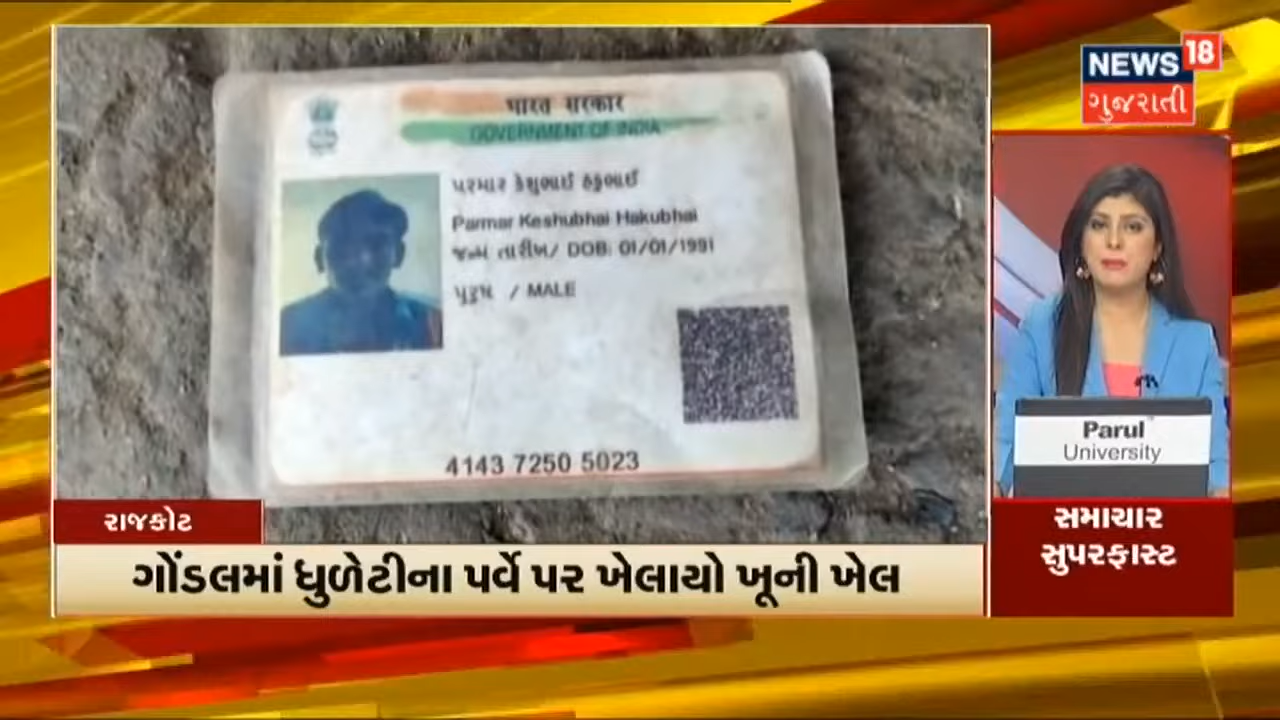 भारत सरकार
GOVERNMENT OF INDIA
પરમાર કેશુભાઈ હકુભાઈ
Parmar Keshubhai Hakubhai
જન્મ તારીખ/ DOB: 01/01/1991
પુરુષ / MALE
4143 7250 5023
રાજકોટ
ગોંડલમાં ધુળેટીના પર્વે પર ખેલાયો ખૂની ખેલ
NEWS 18
ગુજરાતી
Parul
University
સમાચાર
સુપરફાસ્ટ